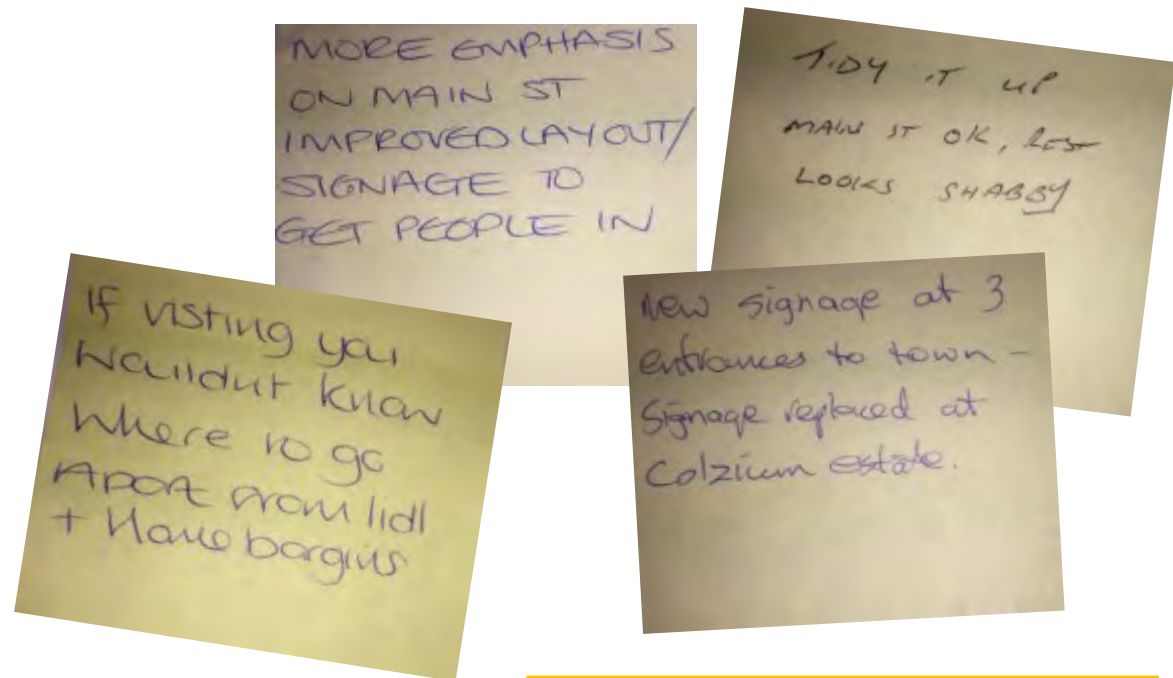 MORE EMPHASIS
ON MAIN ST
IMPROVED LAYOUT/
SIGNAGE TO
GET PEOPLE IN
TIDY IT UP
MAIN ST OK, REST
LOOKS SHABBY
If visting you
wouldnt know
where to go
Apart from lidl
+ Home bargins
New signage at 3
entrances to town -
Signage replaced at
Colzium estate.